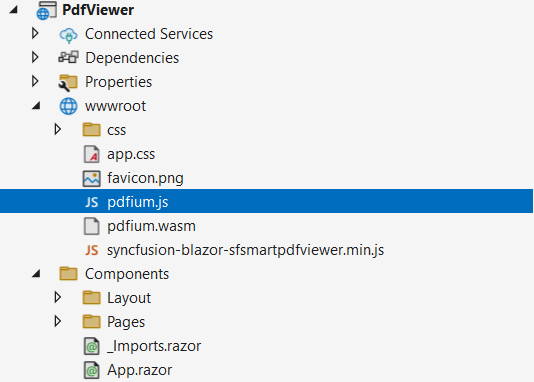 PdfViewer
Connected Services
Dependencies
Properties
wwwroot
css
app.css
favicon.png
JS pdfium.js
pdfium.wasm
JS syncfusion-blazor-sfsmartpdfviewer.min.js
Components
Layout
Pages
@ _Imports.razor
@ App.razor